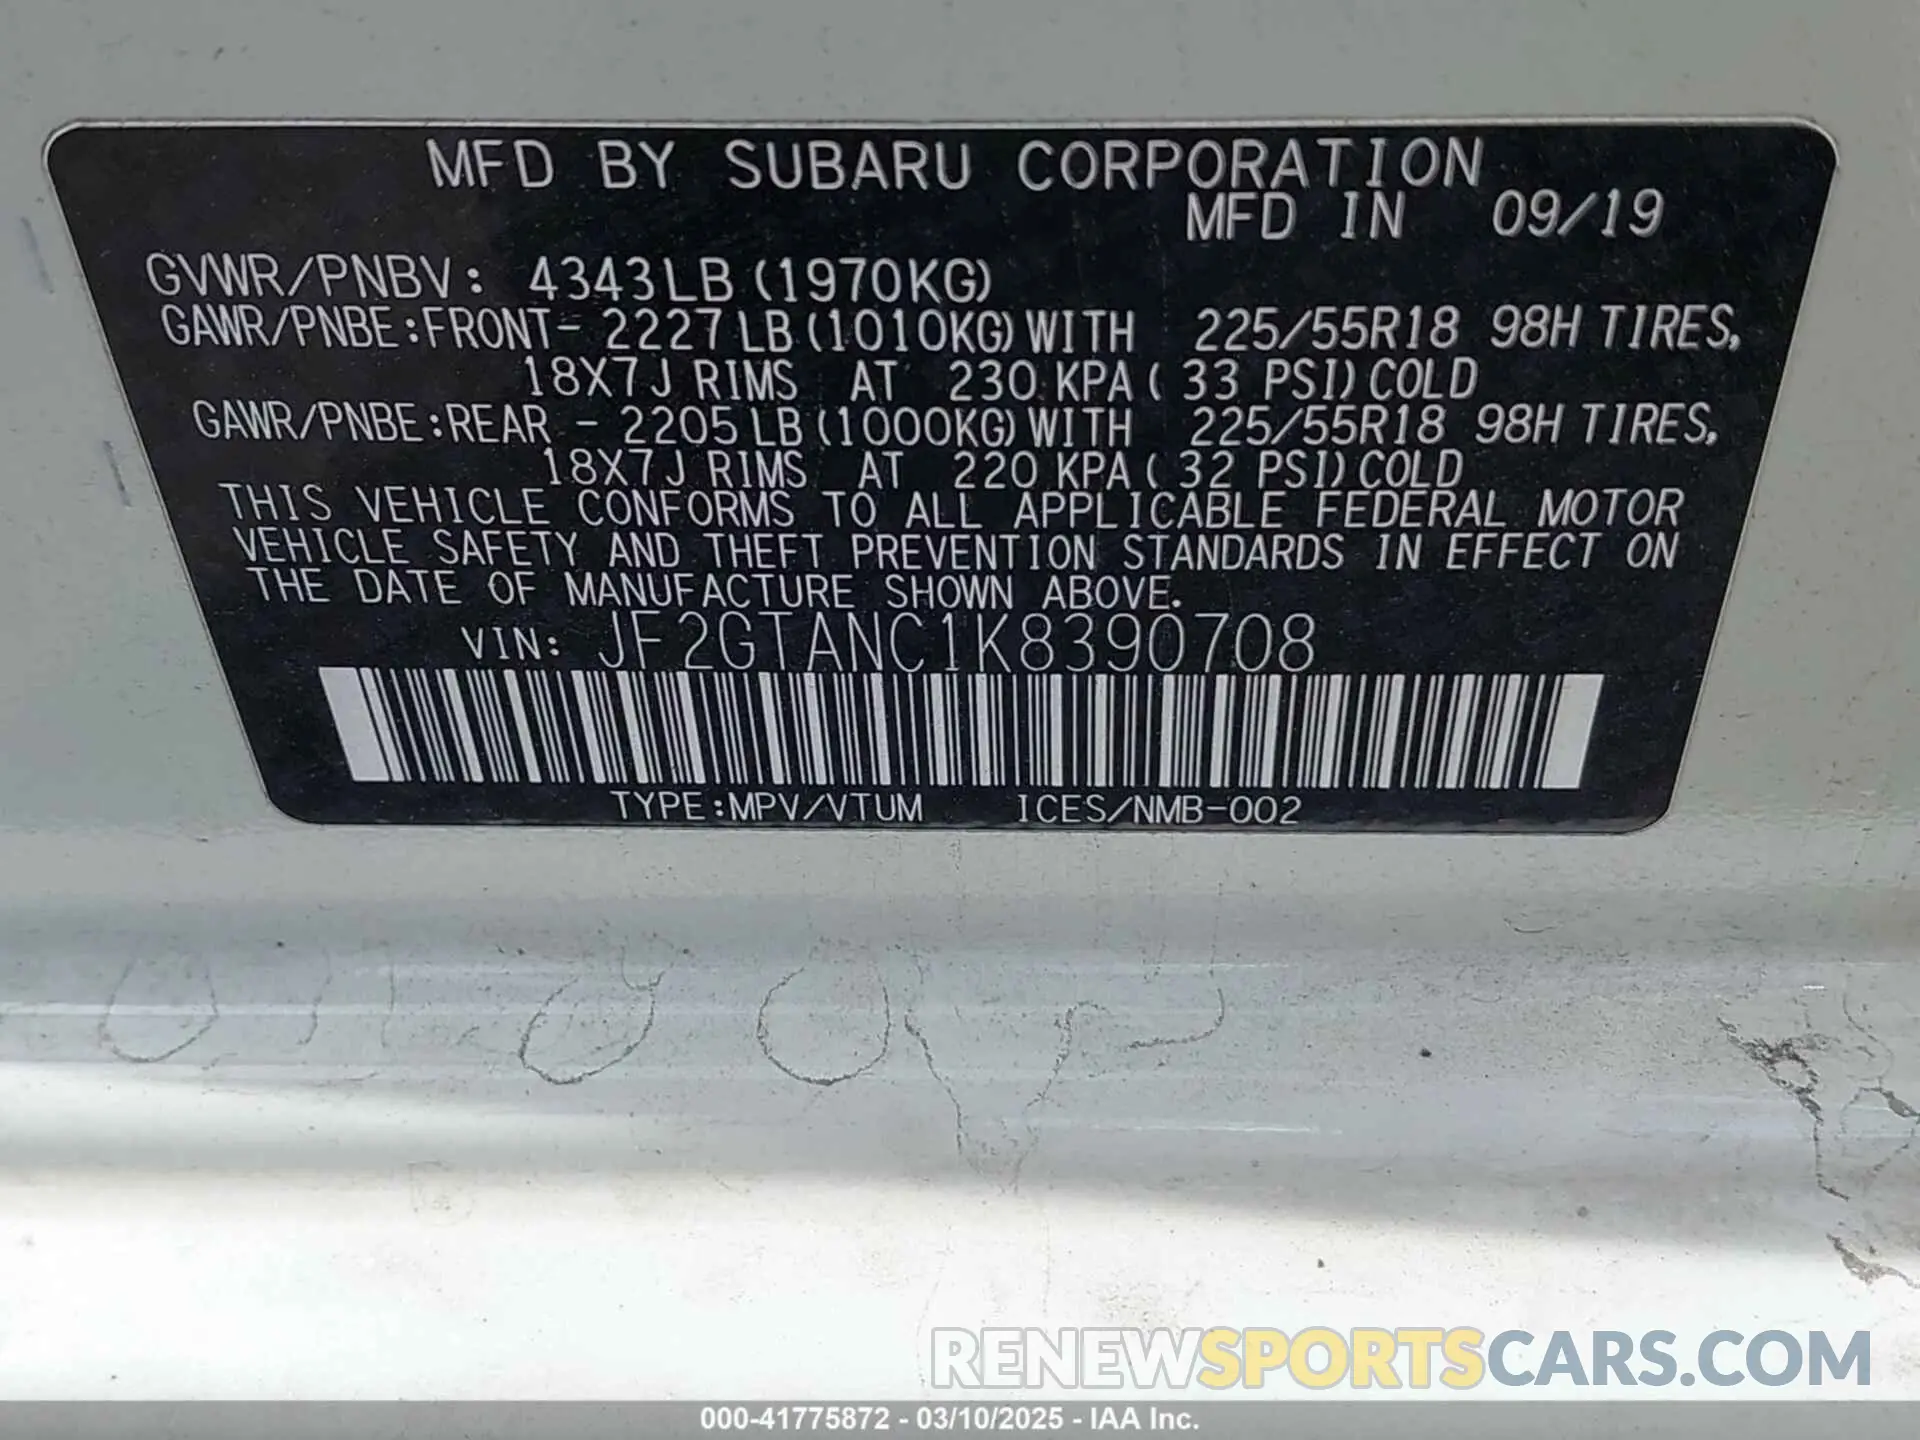 MFD BY SUBARU CORPORATION
MFD IN 09/19
GVWR/PNBV: 4343LB (1970KG)
GAWR/PNBE:FRONT- 2227LB (1010KG) WITH 225/55R18 98H TIRES,
18X7J RIMS AT 230 KPA ( 33 PSI) COLD
GAWR/PNBE:REAR - 2205LB (1000KG) WITH 225/55R18 98H TIRES,
18X7J RIMS AT 220 KPA ( 32 PSI) COLD
THIS VEHICLE CONFORMS TO ALL APPLICABLE FEDERAL MOTOR
VEHICLE SAFETY AND THEFT PREVENTION STANDARDS IN EFFECT ON
THE DATE OF MANUFACTURE SHOWN ABOVE.
VIN: JF2GTANC1K8390708
TYPE:MPV/VTUM ICES/NMB-002
RENEWSPORTSCARS.COM
000-41775872 - 03/10/2025 - IAA Inc.